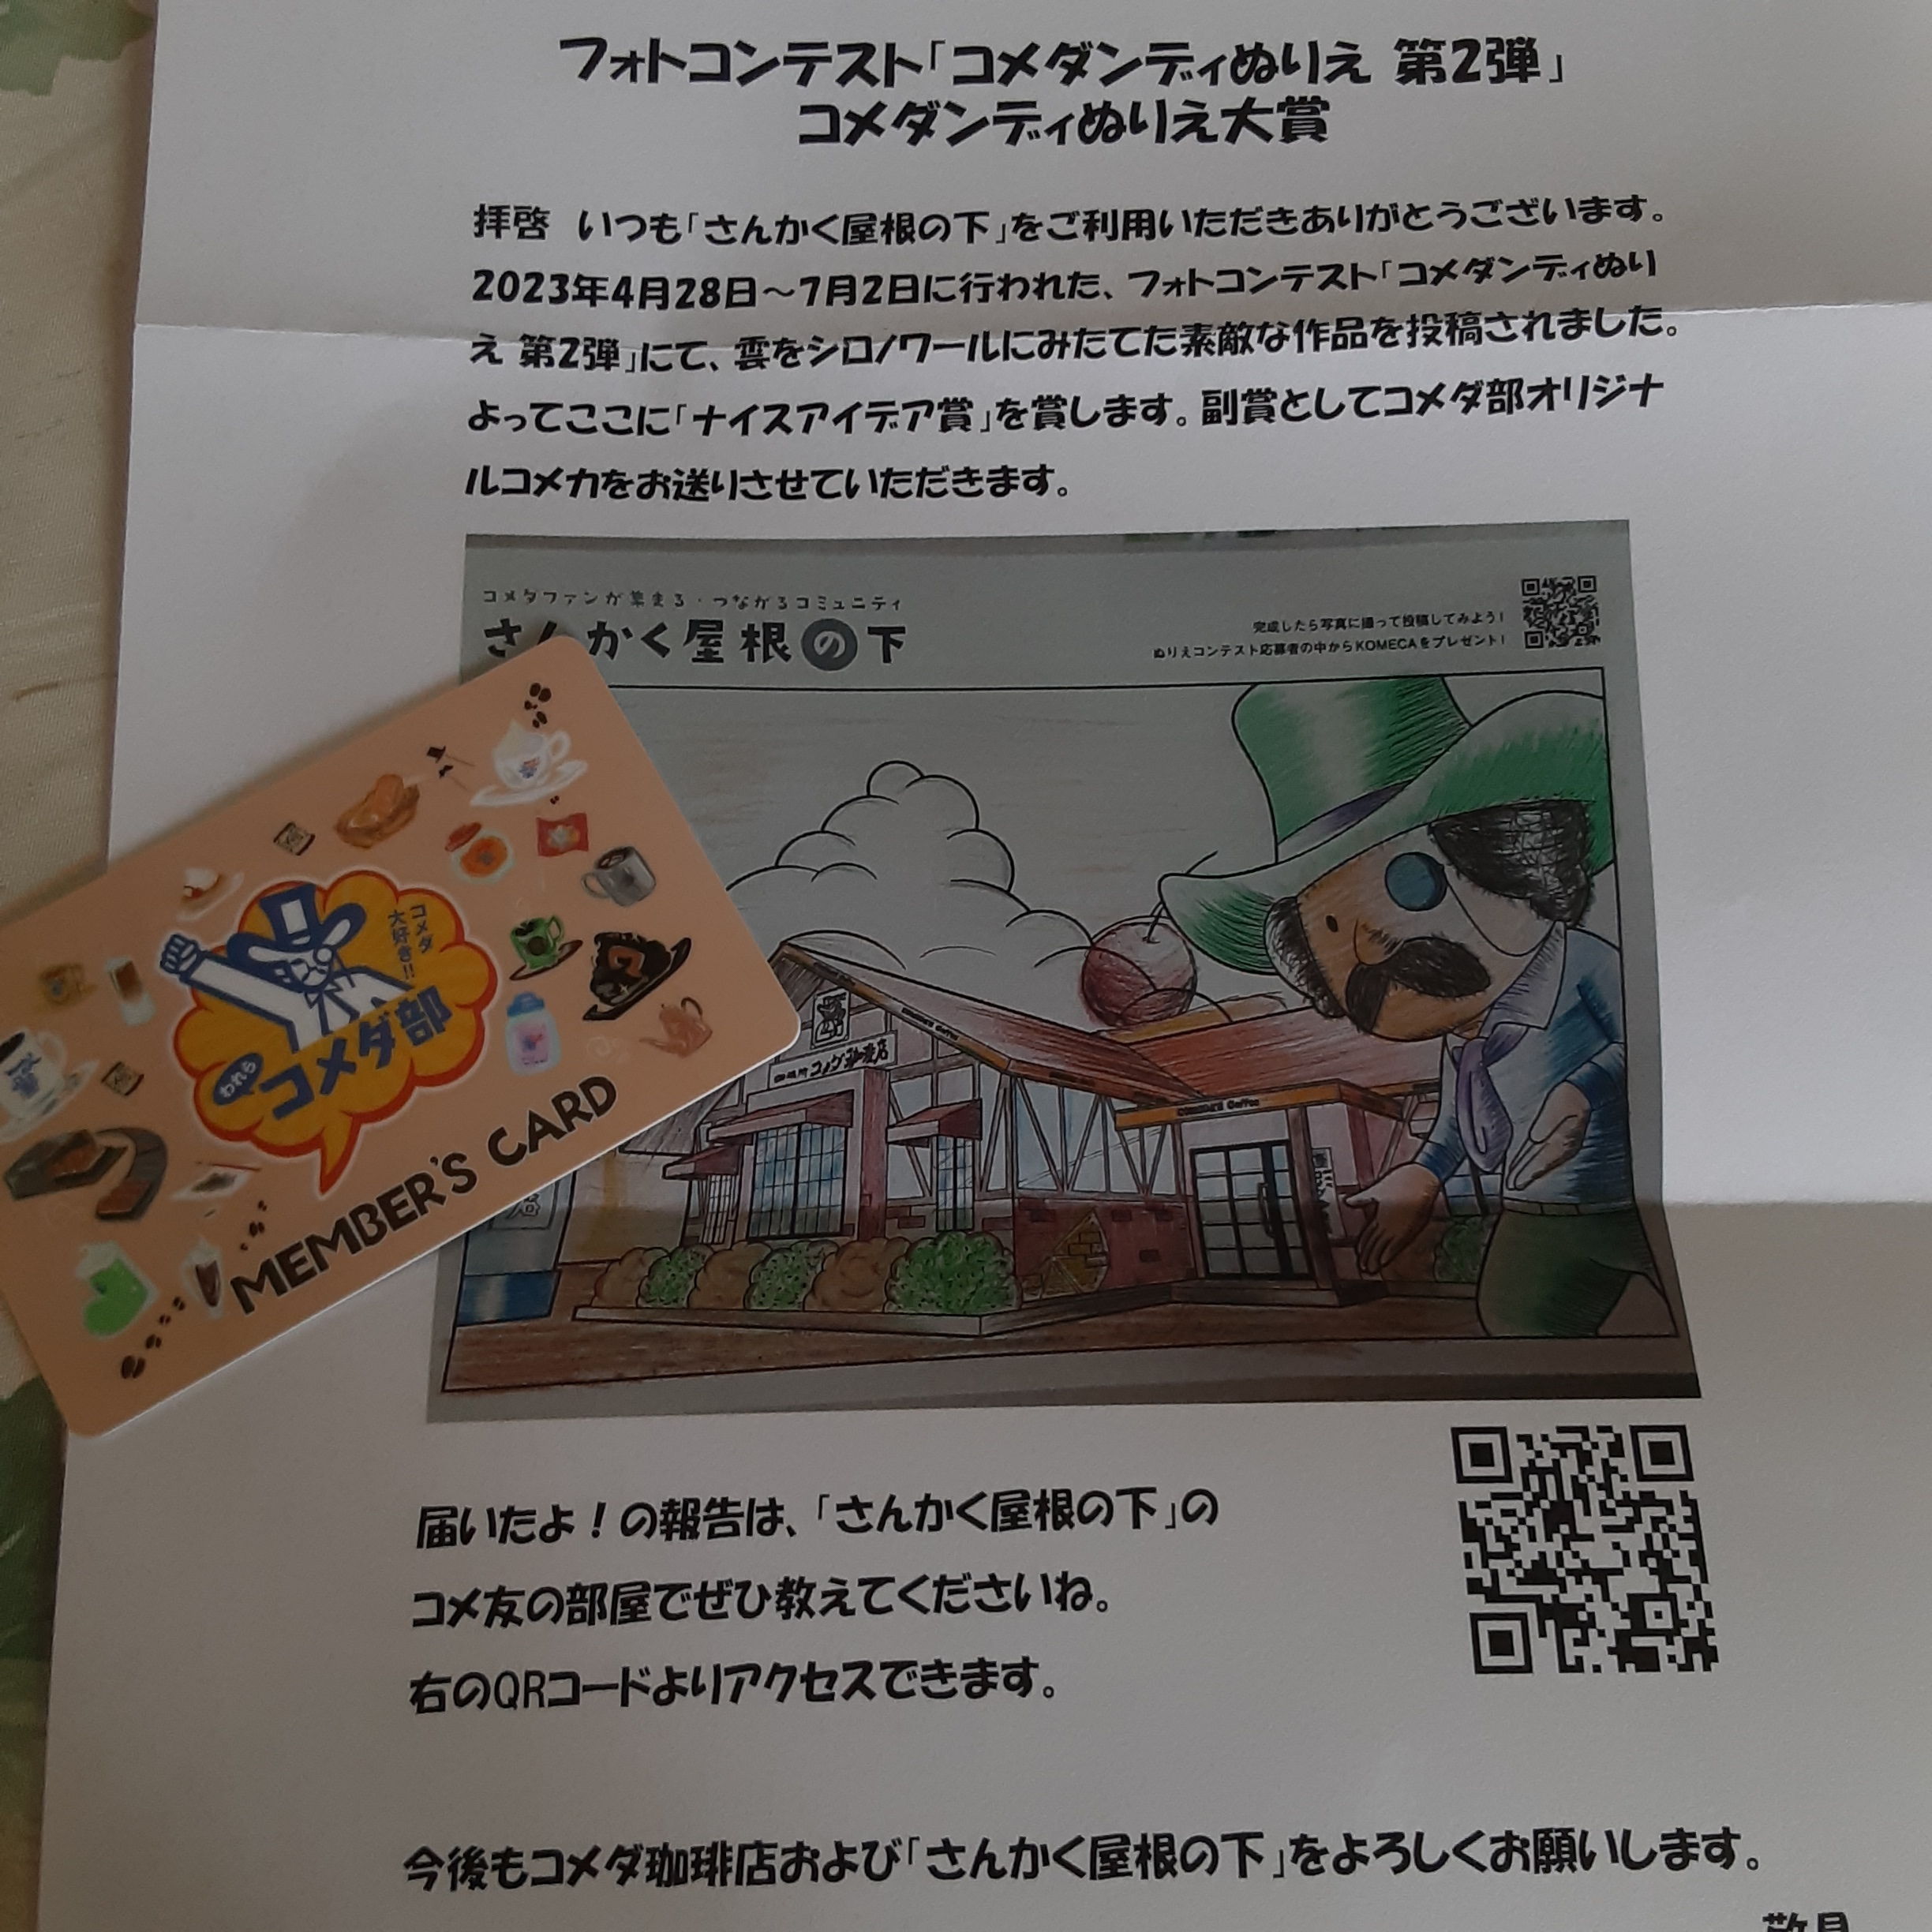 フォトコンテスト「コメダンディぬりえ 第2弾」
コメダンディぬりえ大賞
拝啓　いつも「さんかく屋根の下」をご利用いただきありがとうございます。
2023年4月28日～7月2日に行われた、フォトコンテスト「コメダンディぬり
え 第2弾」にて、雲をシロノワールにみたてた素敵な作品を投稿されました。
よってここに「ナイスアイデア賞」を賞します。副賞としてコメダ部オリジナ
ルコメカをお送りさせていただきます。
コメダファンが集まる・つながるコミュニティ
さんかく屋根の下
完成したら写真に撮って投稿してみよう!
ぬりえコンテスト応募者の中からKOMECAをプレゼント!
コメダ
大好き!!
われら
コメダ部
MEMBER'S CARD
コメダ珈琲店
KOMEDA'S Coffee
KOMEDA'S Coffee
届いたよ！の報告は、「さんかく屋根の下」の
コメ友の部屋でぜひ教えてくださいね。
右のQRコードよりアクセスできます。
今後もコメダ珈琲店および「さんかく屋根の下」をよろしくお願いします。
敬具